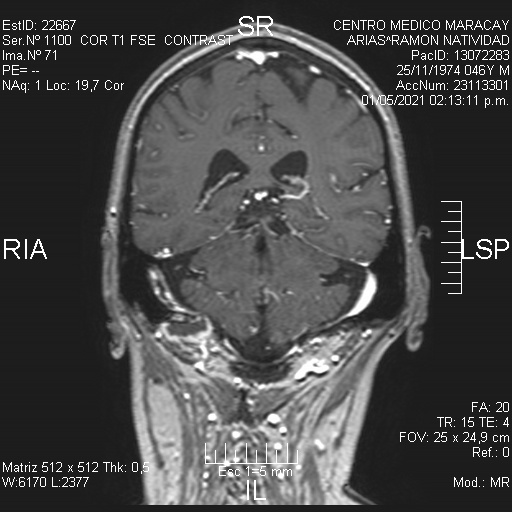 EstID: 22667
Ser.Nº 1100 COR T1 FSE CONTRAST
Ima.Nº 71
PE= --
NAq: 1 Loc: 19,7 Cor
SR
CENTRO MEDICO MARACAY
ARIAS^RAMON NATIVIDAD
PacID: 13072283
25/11/1974 046Y M
AccNum: 23113301
01/05/2021 02:13:11 p.m.
RIA
LSP
Matriz 512 x 512 Thk: 0,5
W:6170 L:2377
Esc 1=5 mm
IL
FA: 20
TR: 15 TE: 4
FOV: 25 x 24,9 cm
Ref.: 0
Mod.: MR